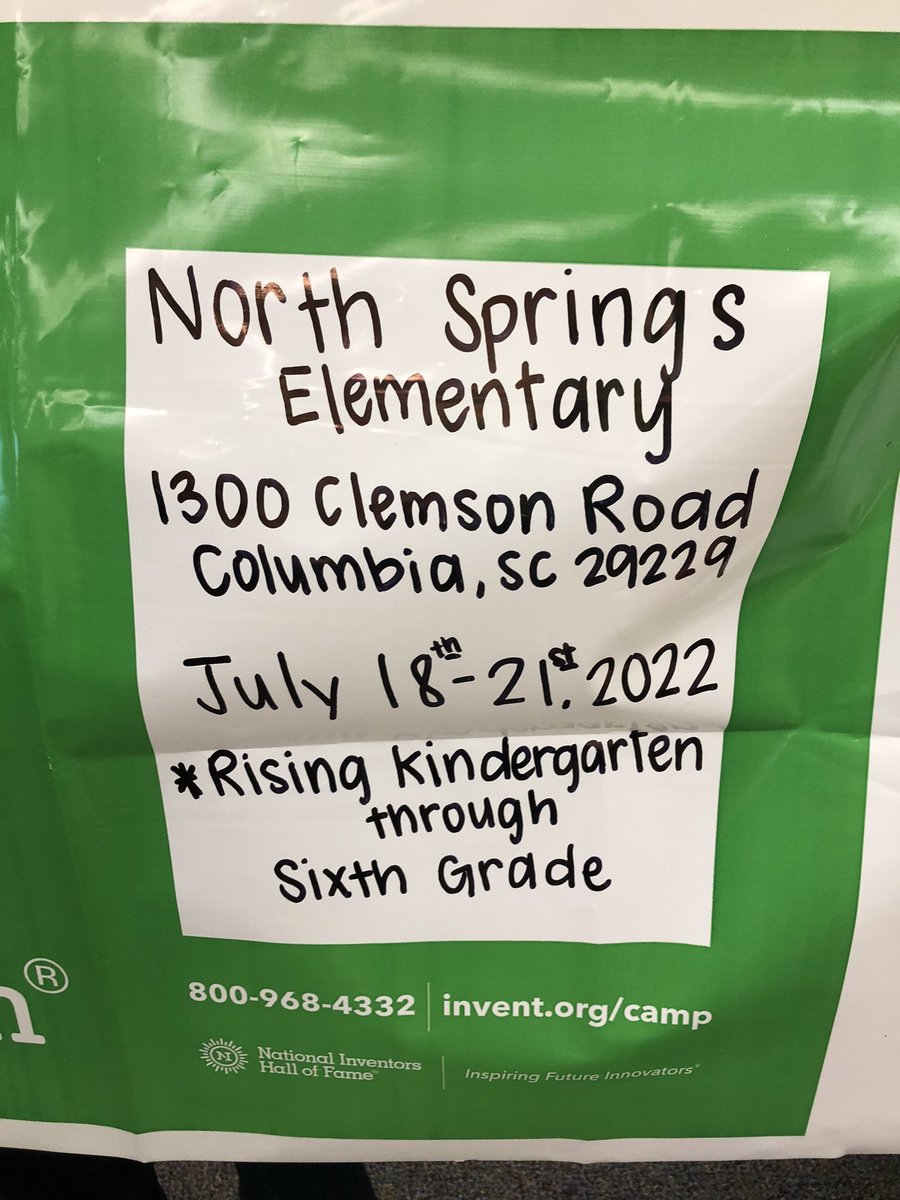 North Springs
Elementary
1300 Clemson Road
Columbia, SC 29229
July 18th-21st, 2022
*Rising Kindergarten
through
Sixth Grade
n®
800-968-4332 | invent.org/camp
N
National Inventors
Hall of Fame™
Inspiring Future Innovators®